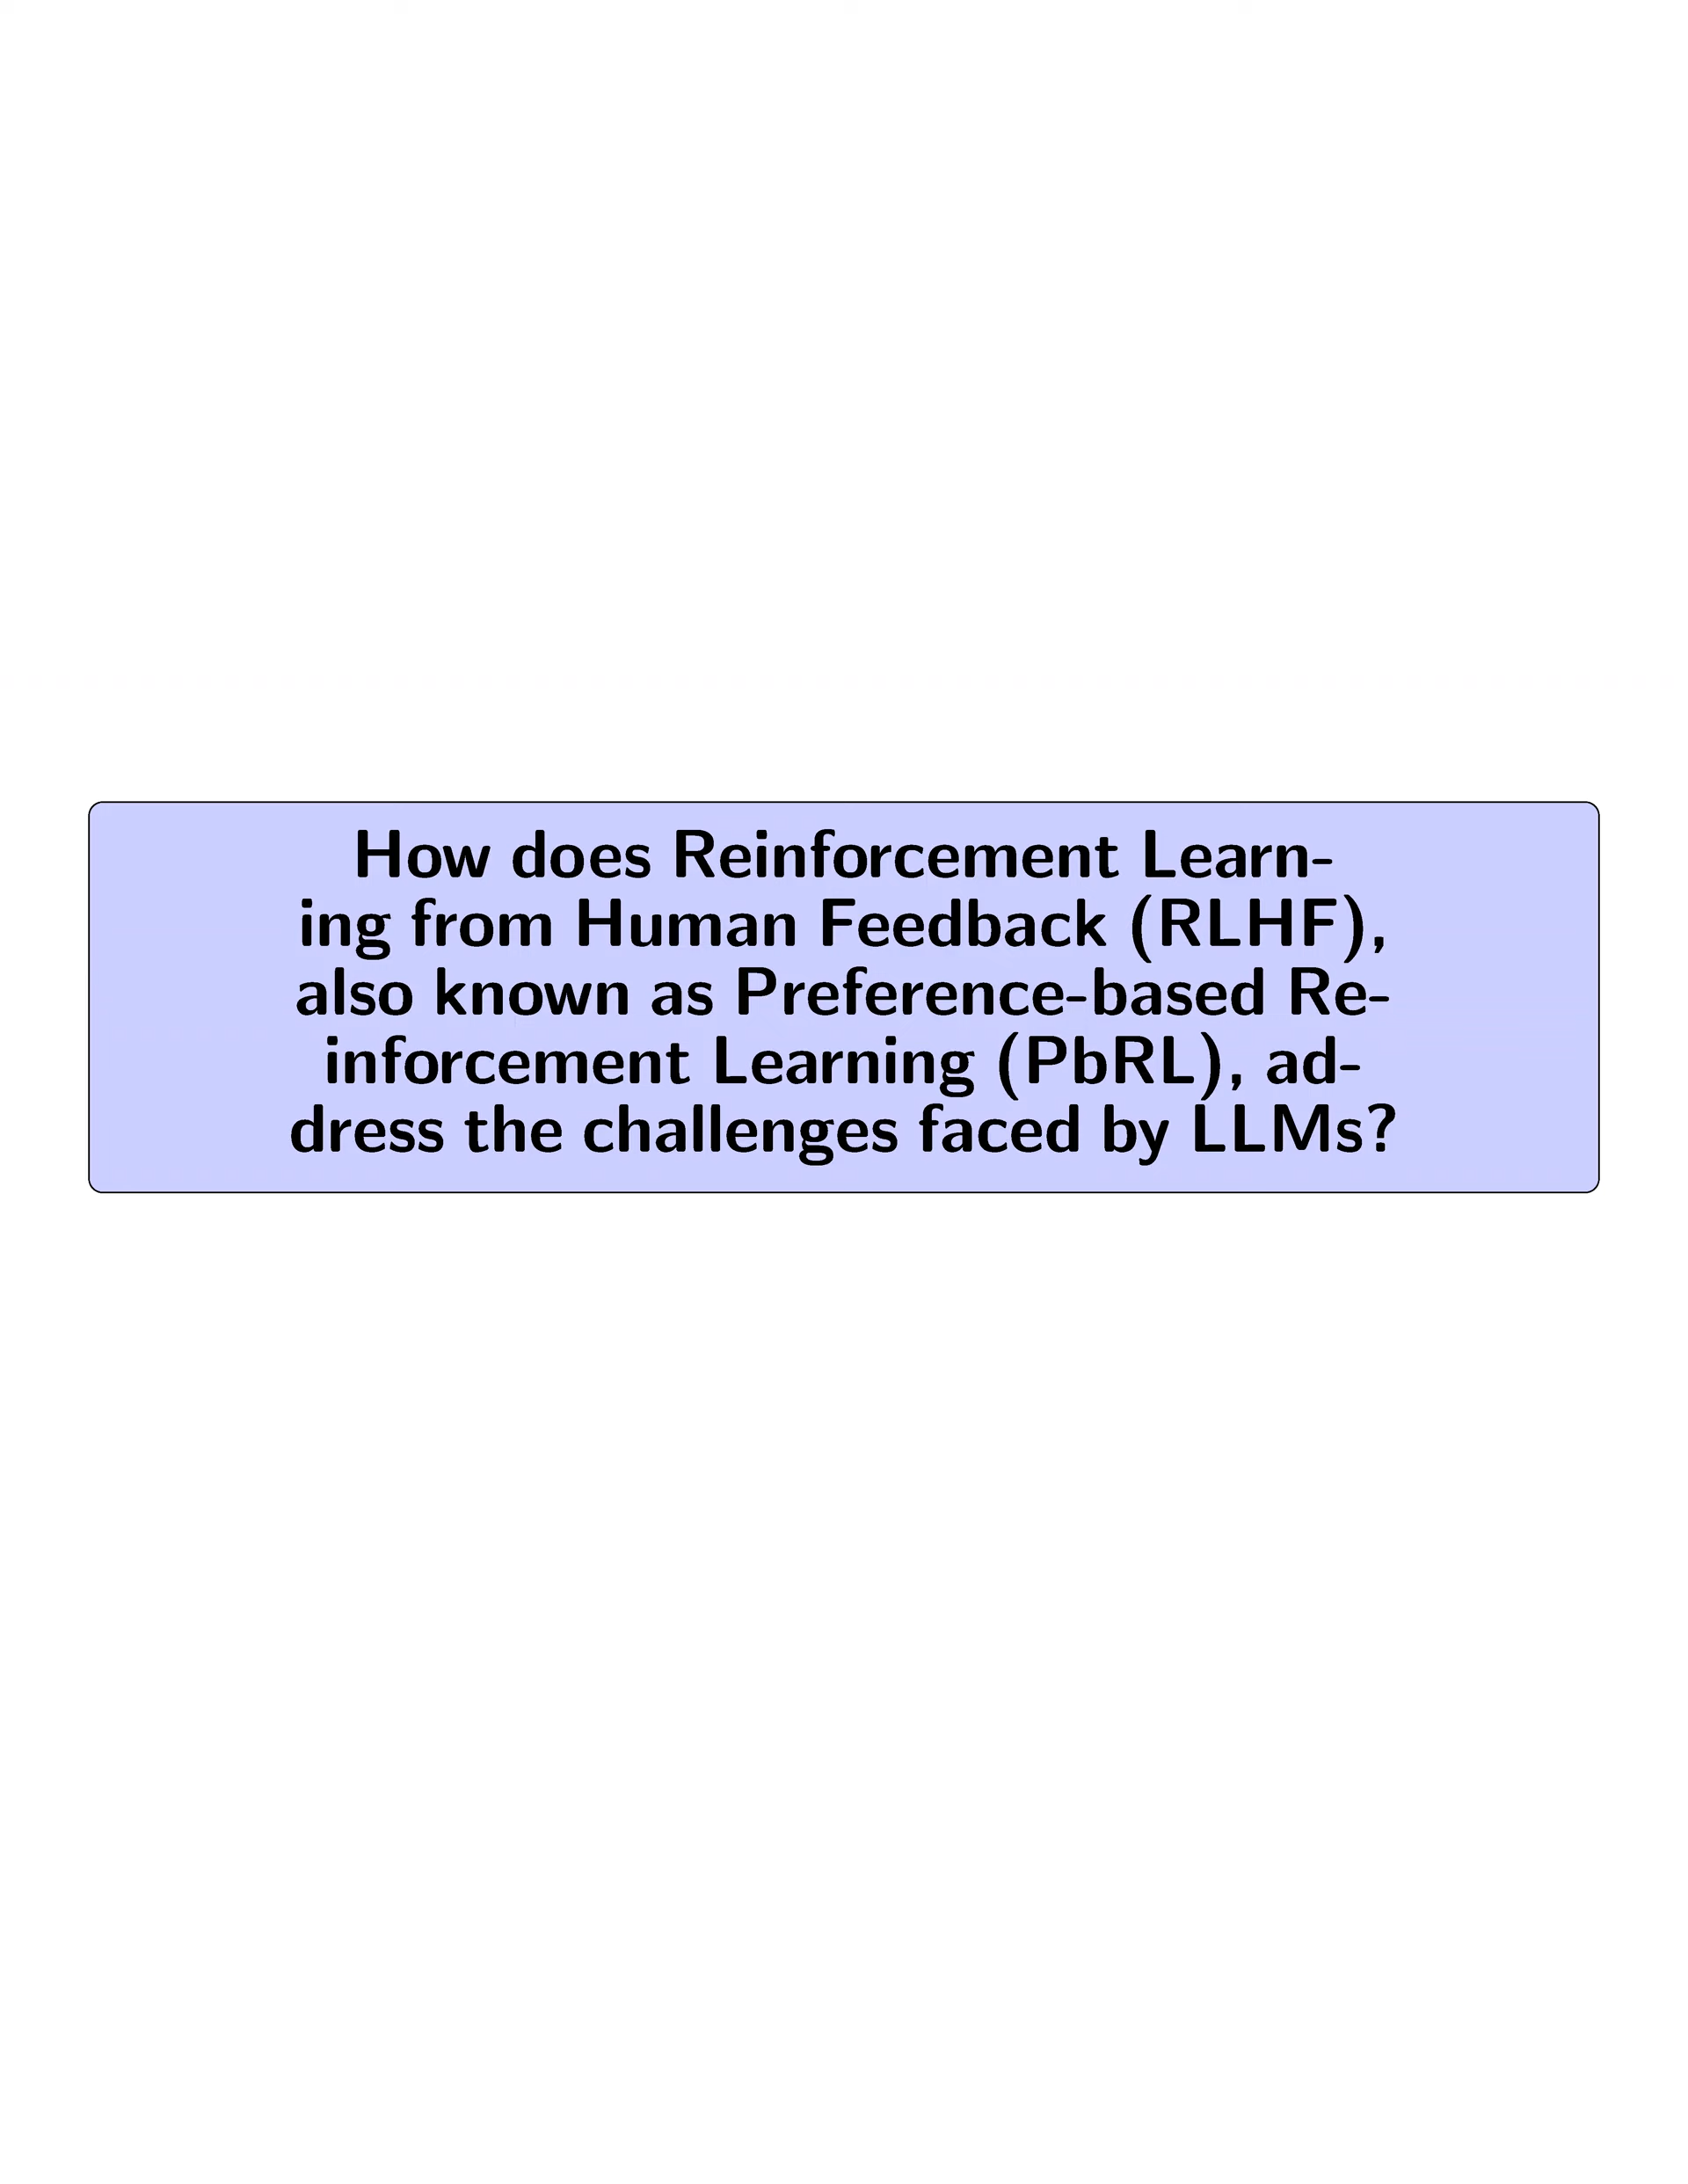 How does Reinforcement Learn-
ing from Human Feedback (RLHF),
also known as Preference-based Re-
inforcement Learning (PbRL), ad-
dress the challenges faced by LLMs?